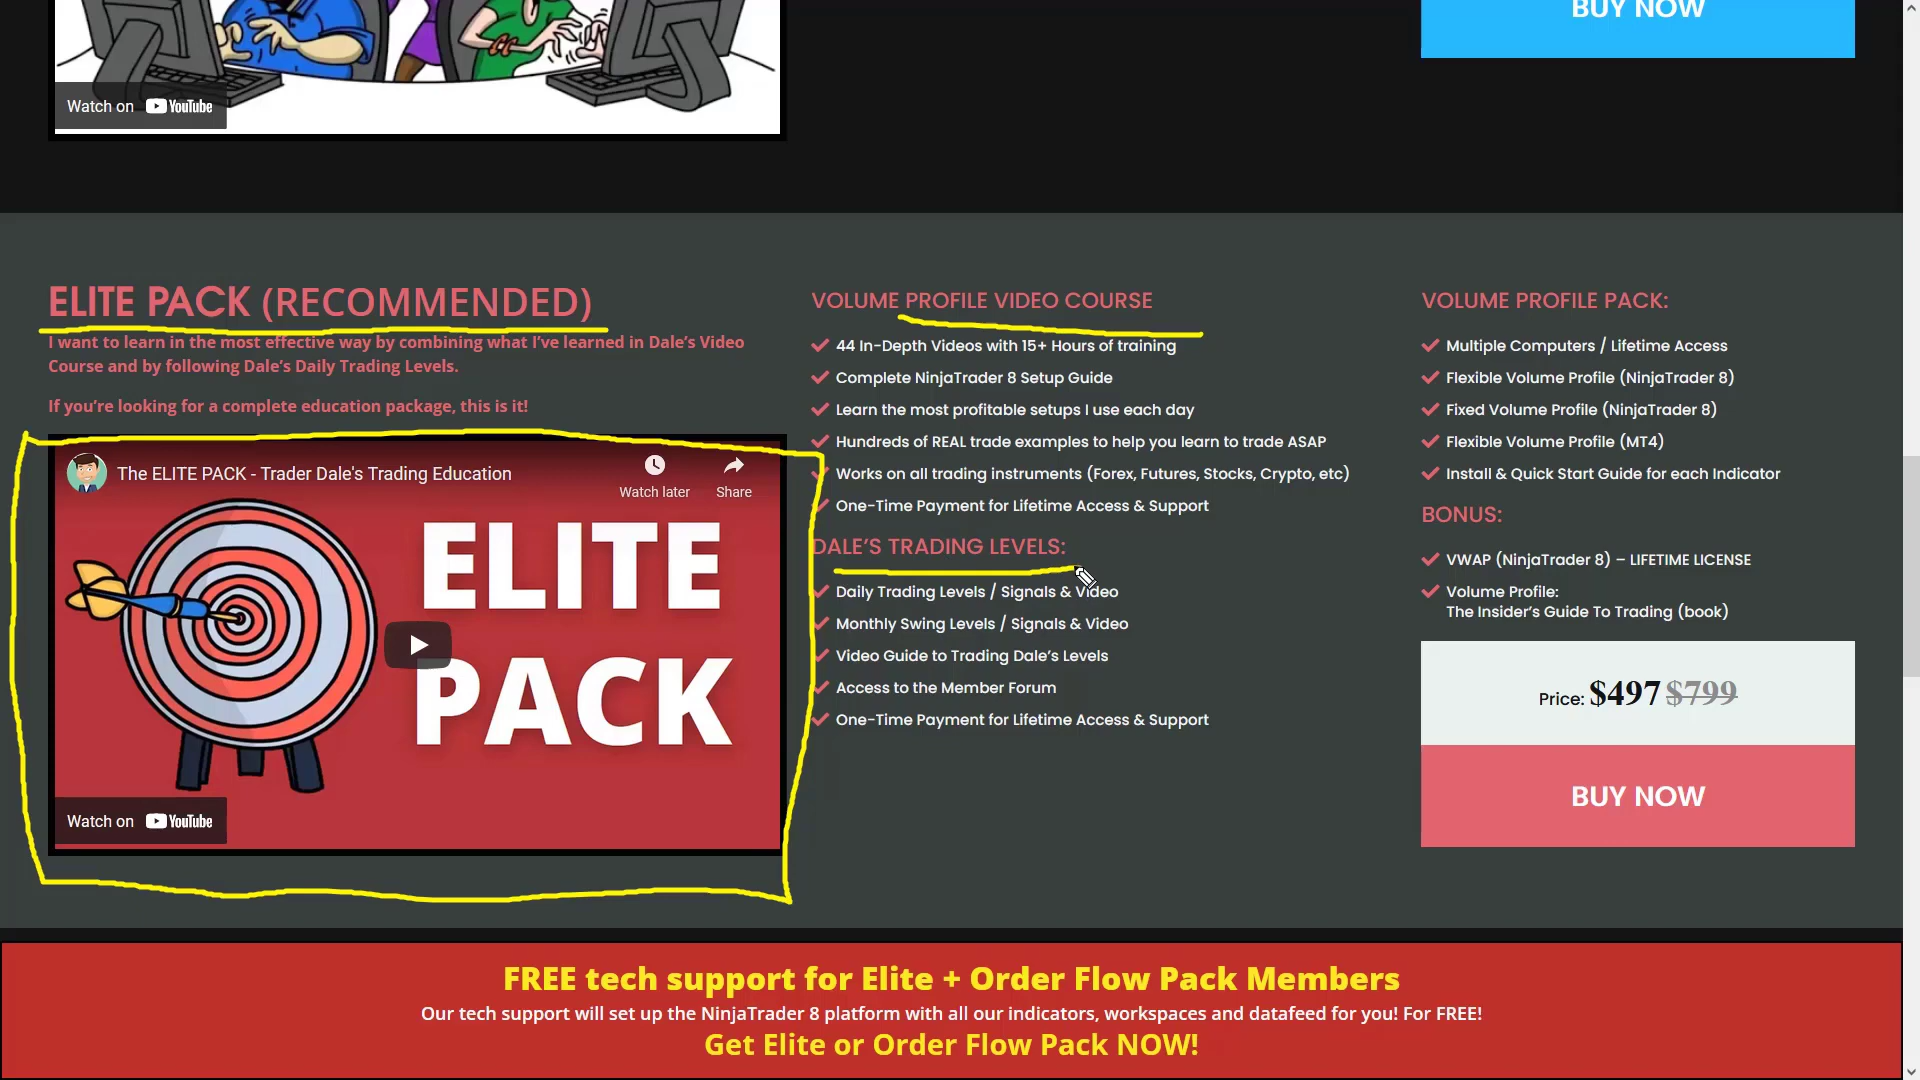 BUY NOW
Watch on YouTube
ELITE PACK (RECOMMENDED)
I want to learn in the most effective way by combining what I've learned in Dale's Video
Course and by following Dale's Daily Trading Levels.
If you're looking for a complete education package, this is it!
The ELITE PACK - Trader Dale's Trading Education
Watch later
Share
ELITE
PACK
Watch on YouTube
VOLUME PROFILE VIDEO COURSE
44 In-Depth Videos with 15+ Hours of training
Complete NinjaTrader 8 Setup Guide
Learn the most profitable setups I use each day
Hundreds of REAL trade examples to help you learn to trade ASAP
Works on all trading instruments (Forex, Futures, Stocks, Crypto, etc)
One-Time Payment for Lifetime Access & Support
DALE'S TRADING LEVELS:
Daily Trading Levels / Signals & Video
Monthly Swing Levels / Signals & Video
Video Guide to Trading Dale's Levels
Access to the Member Forum
One-Time Payment for Lifetime Access & Support
VOLUME PROFILE PACK:
Multiple Computers / Lifetime Access
Flexible Volume Profile (NinjaTrader 8)
Fixed Volume Profile (NinjaTrader 8)
Flexible Volume Profile (MT4)
Install & Quick Start Guide for each Indicator
BONUS:
VWAP (NinjaTrader 8) – LIFETIME LICENSE
Volume Profile:
The Insider's Guide To Trading (book)
Price: $497 $799
BUY NOW
FREE tech support for Elite + Order Flow Pack Members
Our tech support will set up the NinjaTrader 8 platform with all our indicators, workspaces and datafeed for you! For FREE!
Get Elite or Order Flow Pack NOW!